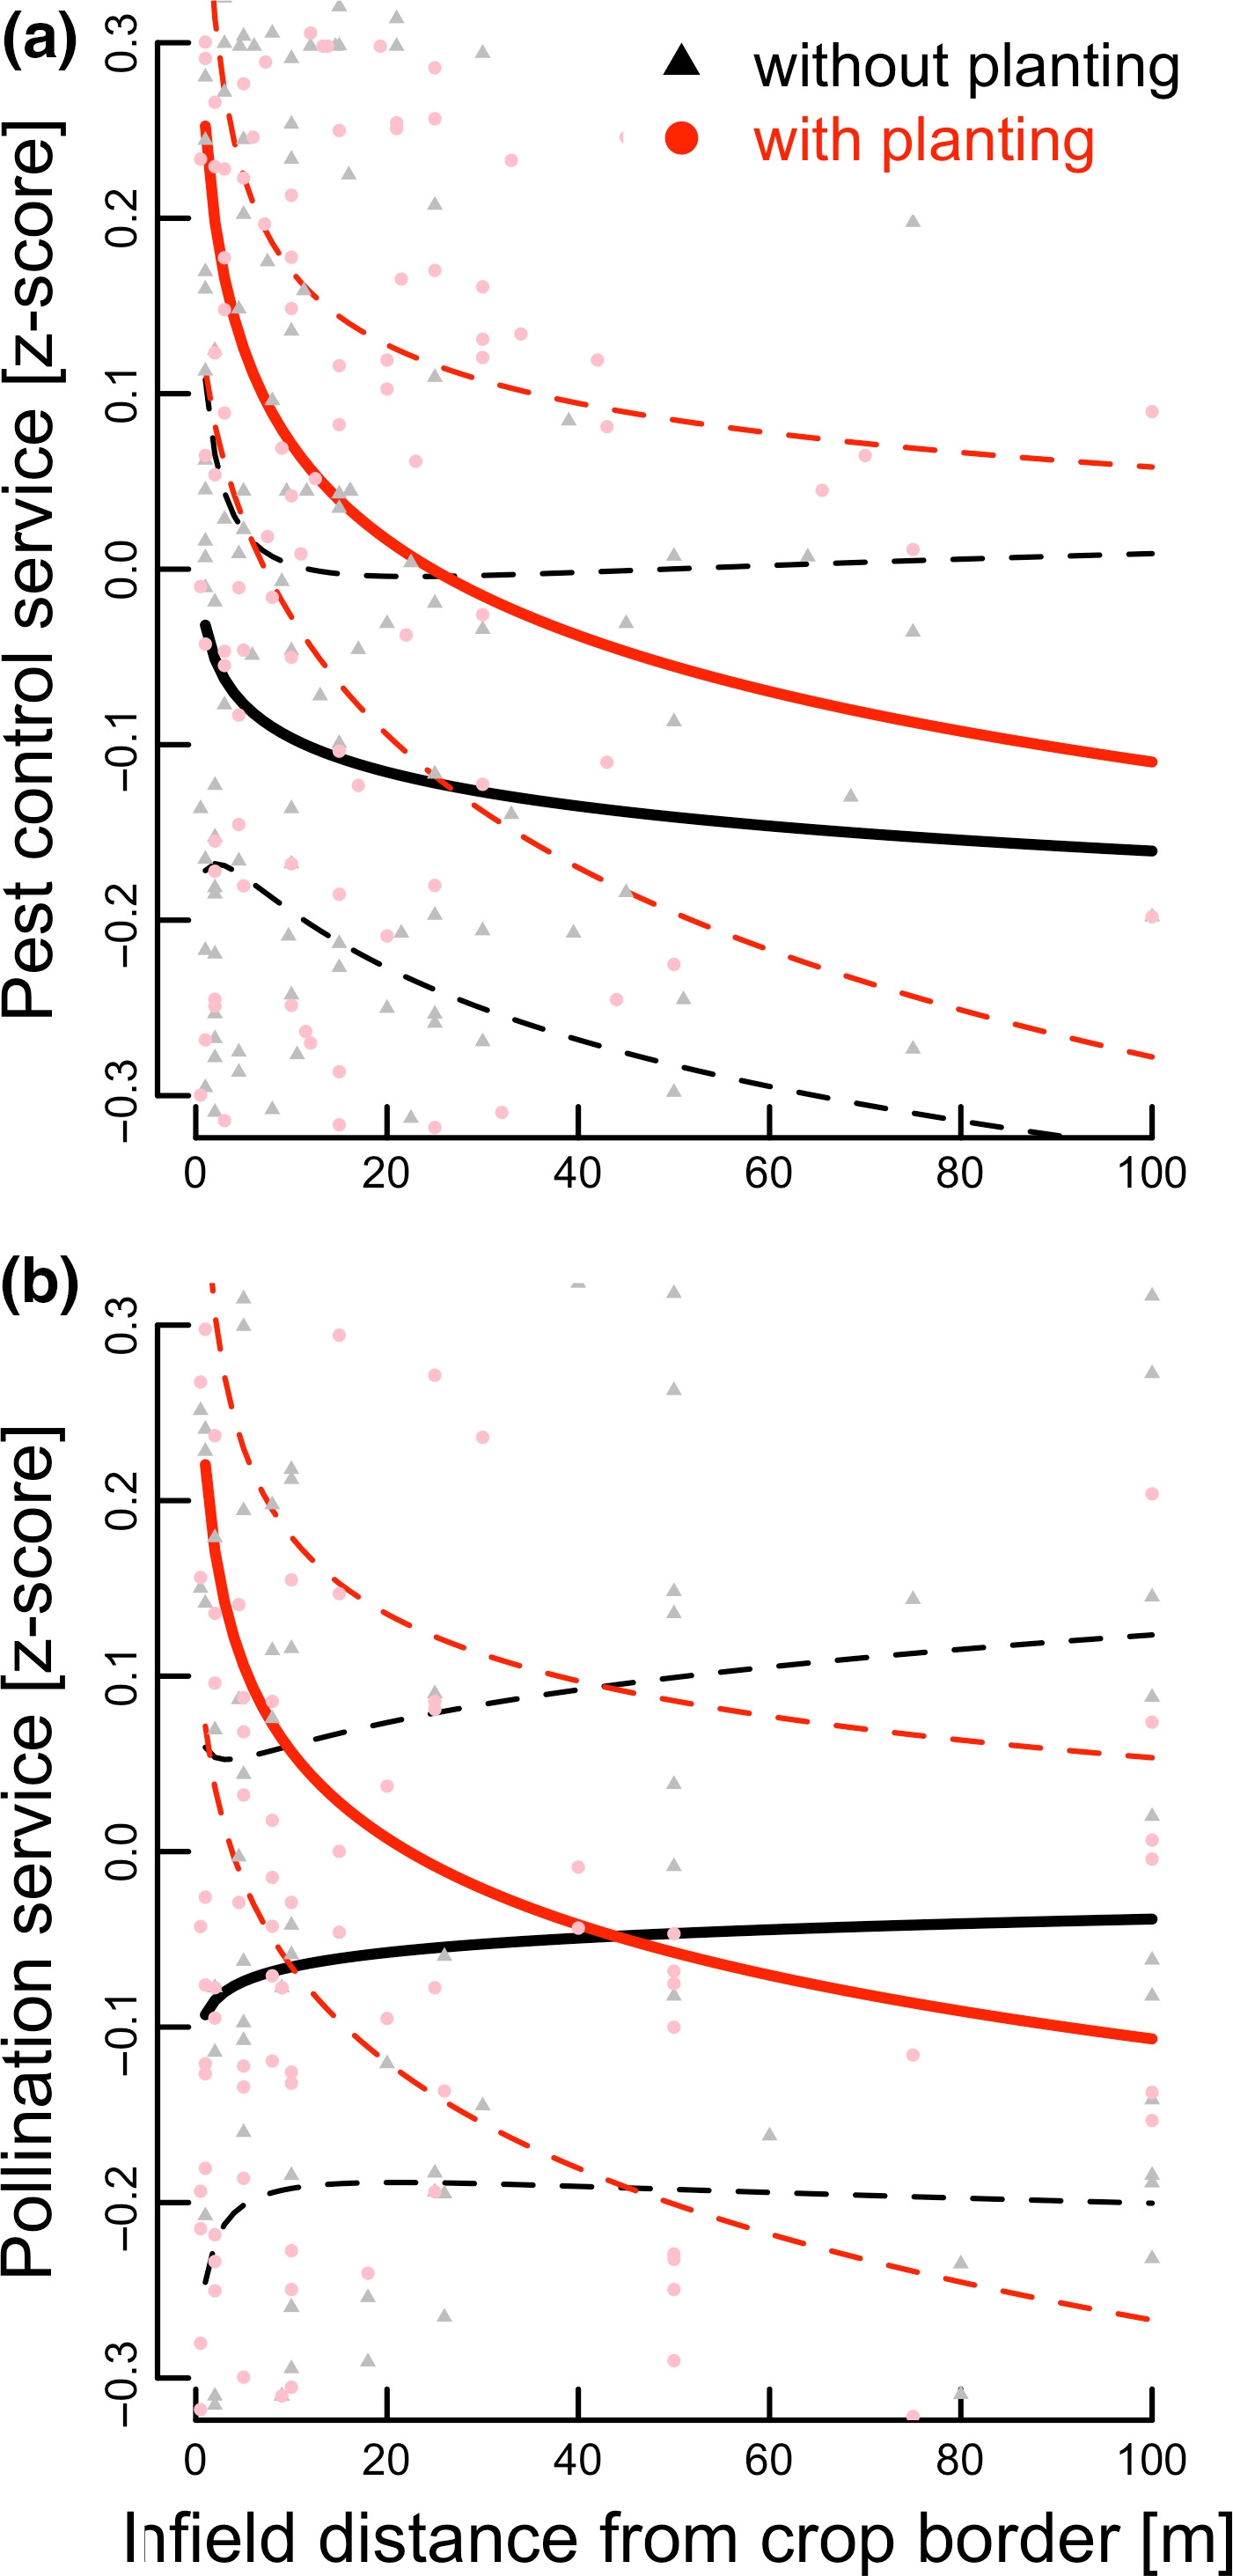 (a)
without planting
with planting
Pest control service [z-score]
0.3
0.2
0.1
0.0
−0.1
−0.2
−0.3
0 20 40 60 80 100
(b)
Pollination service [z-score]
0.3
0.2
0.1
0.0
−0.1
−0.2
−0.3
0 20 40 60 80 100
Infield distance from crop border [m]